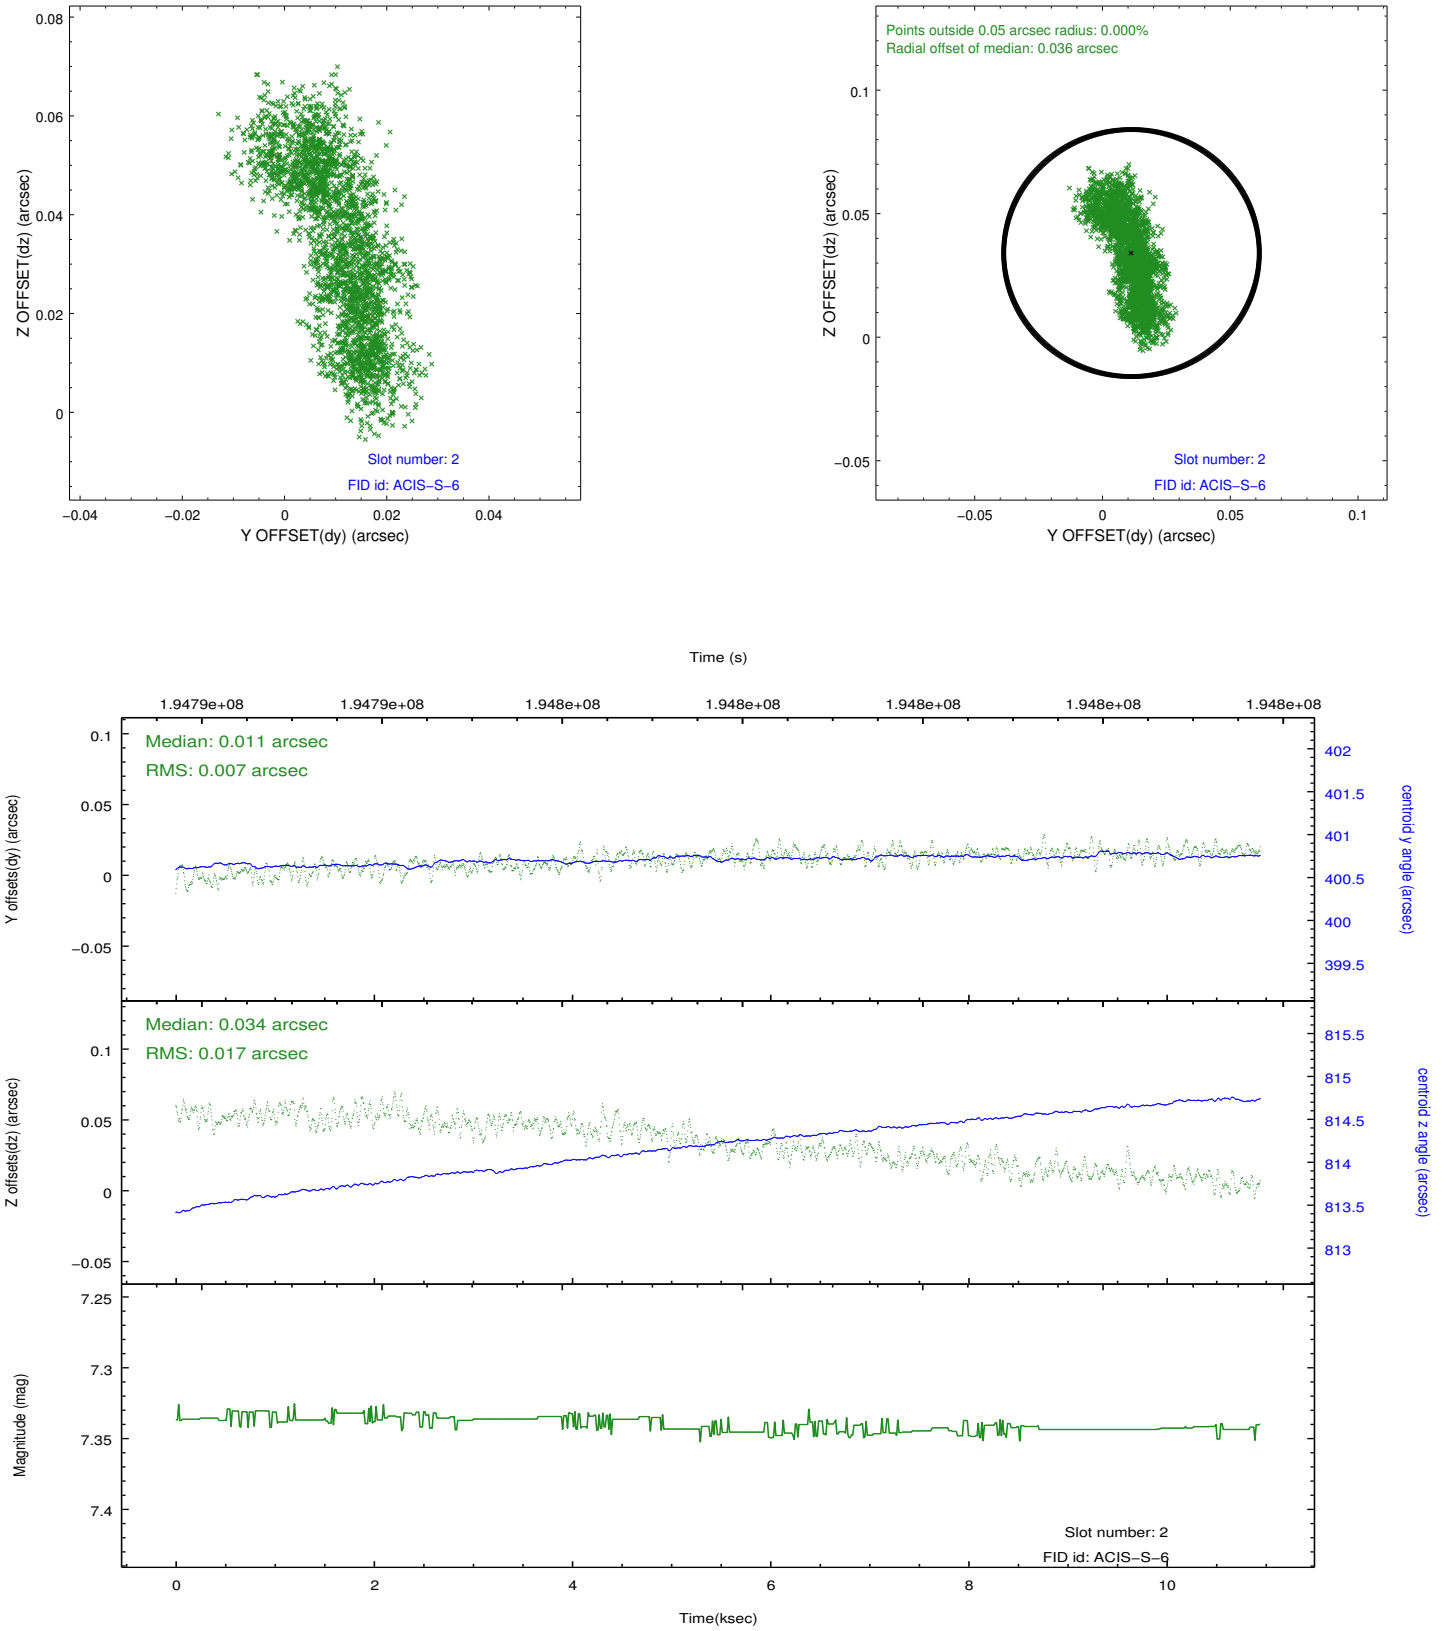 0.08
0.06
0.04
0.02
0
Z OFFSET(dz) (arcsec)
Slot number: 2
FID id: ACIS−S−6
−0.04 −0.02 0 0.02 0.04
Y OFFSET(dy) (arcsec)
Points outside 0.05 arcsec radius: 0.000%
Radial offset of median: 0.036 arcsec
0.1
0.05
0
−0.05
Z OFFSET(dz) (arcsec)
Slot number: 2
FID id: ACIS−S−6
−0.05 0 0.05 0.1
Y OFFSET(dy) (arcsec)
Time (s)
1.9479e+08 1.9479e+08 1.948e+08 1.948e+08 1.948e+08 1.948e+08 1.948e+08
Median: 0.011 arcsec
RMS: 0.007 arcsec
0.1
0.05
0
−0.05
Y offsets(dy) (arcsec)
402
401.5
401
400.5
400
399.5
centroid y angle (arcsec)
Median: 0.034 arcsec
RMS: 0.017 arcsec
0.1
0.05
0
−0.05
Z offsets(dz) (arcsec)
815.5
815
814.5
814
813.5
813
centroid z angle (arcsec)
7.25
7.3
7.35
7.4
Magnitude (mag)
Slot number: 2
FID id: ACIS−S−6
0 2 4 6 8 10
Time(ksec)